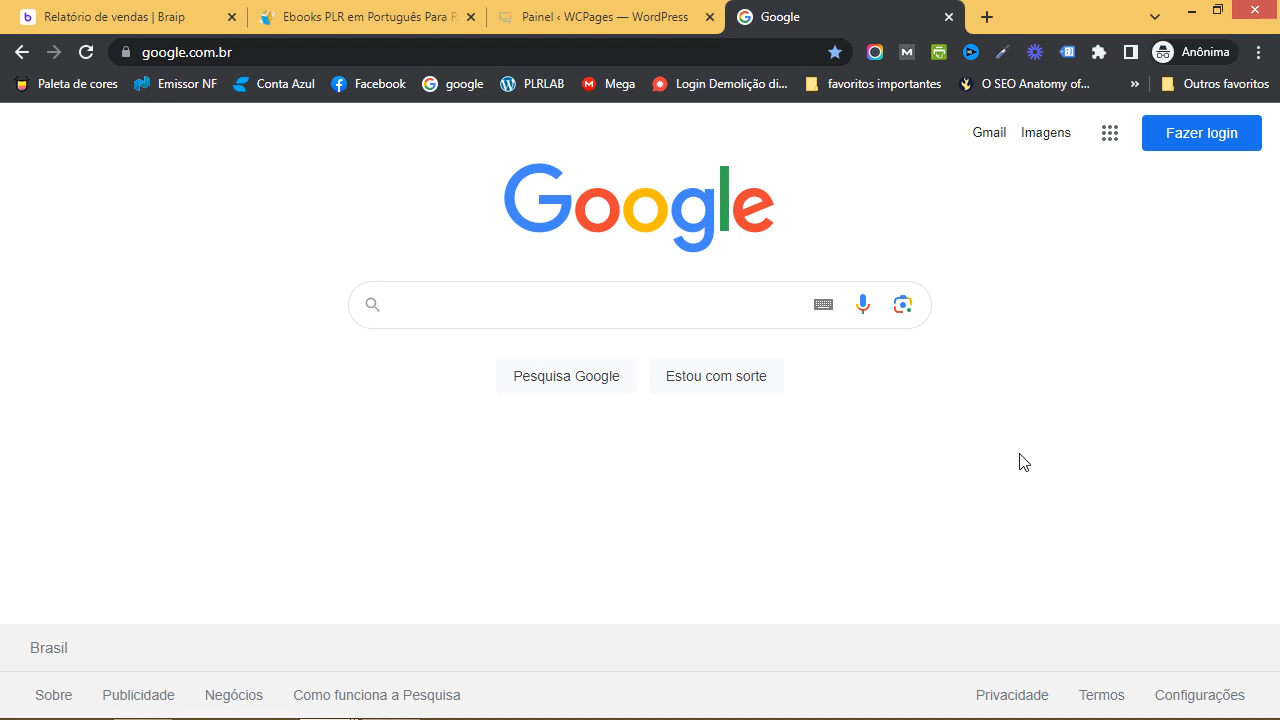 Relatório de vendas | Braip
Ebooks PLR em Português Para R
Painel ‹ WCPages — WordPress
Google
google.com.br
Anônima
Paleta de cores
Emissor NF
Conta Azul
Facebook
google
PLRLAB
Mega
Login Demolição di...
favoritos importantes
O SEO Anatomy of...
»
Outros favoritos
Gmail
Imagens
Fazer login
Google
Pesquisa Google
Estou com sorte
Brasil
Sobre
Publicidade
Negócios
Como funciona a Pesquisa
Privacidade
Termos
Configurações